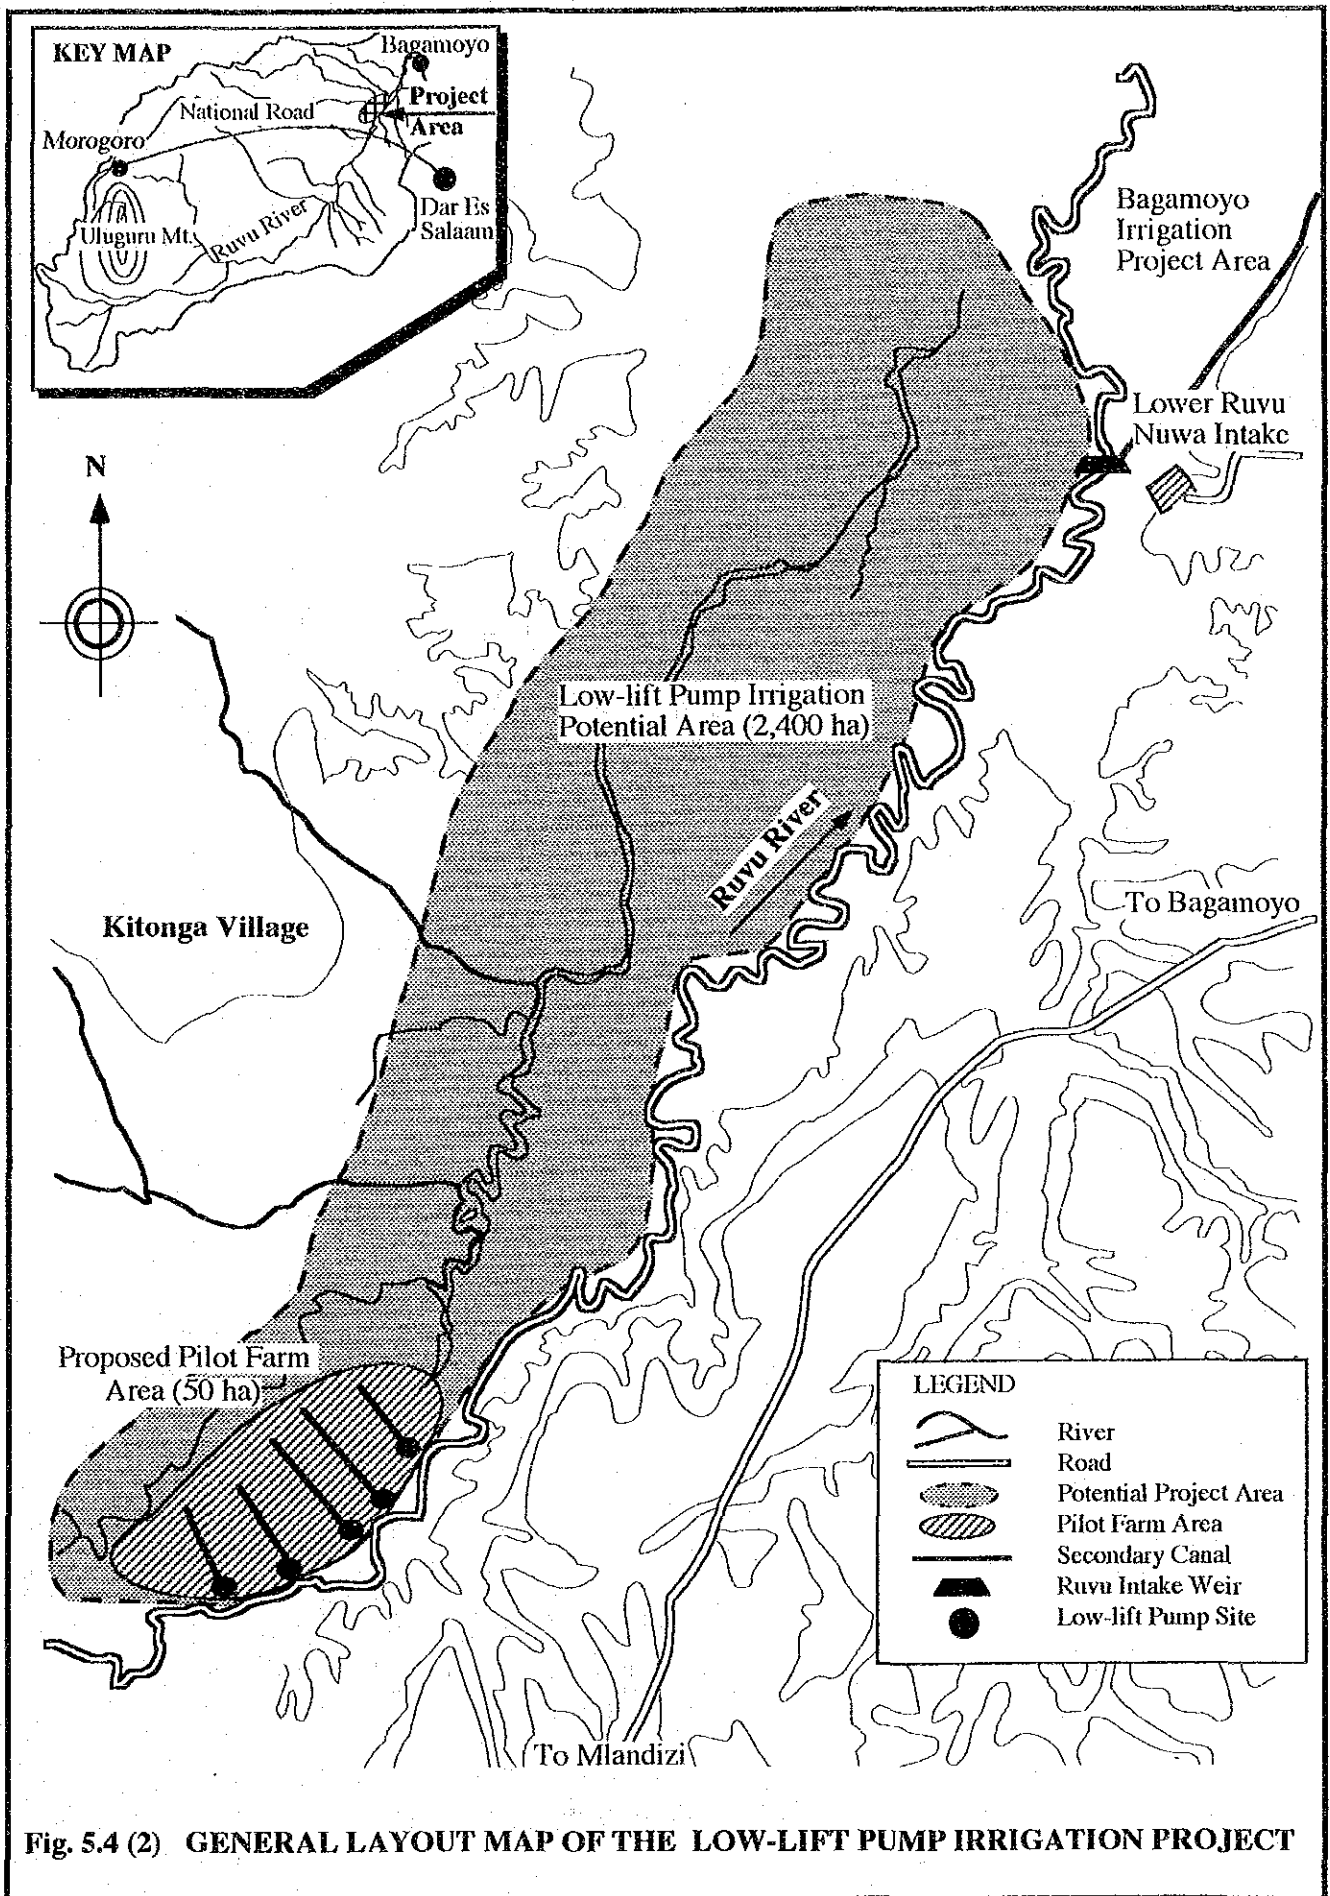 KEY MAP
Bagamoyo
National Road
Project
Area
Morogoro
Dar Es
Salaam
Uluguru Mt.
Ruvu River
Bagamoyo
Irrigation
Project Area
Lower Ruvu
Nuwa Intake
N
Low-lift Pump Irrigation
Potential Area (2,400 ha)
Ruvu River
To Bagamoyo
Kitonga Village
Proposed Pilot Farm
Area (50 ha)
LEGEND
River
Road
Potential Project Area
Pilot Farm Area
Secondary Canal
Ruvu Intake Weir
Low-lift Pump Site
To Mlandizi
Fig. 5.4 (2) GENERAL LAYOUT MAP OF THE LOW-LIFT PUMP IRRIGATION PROJECT